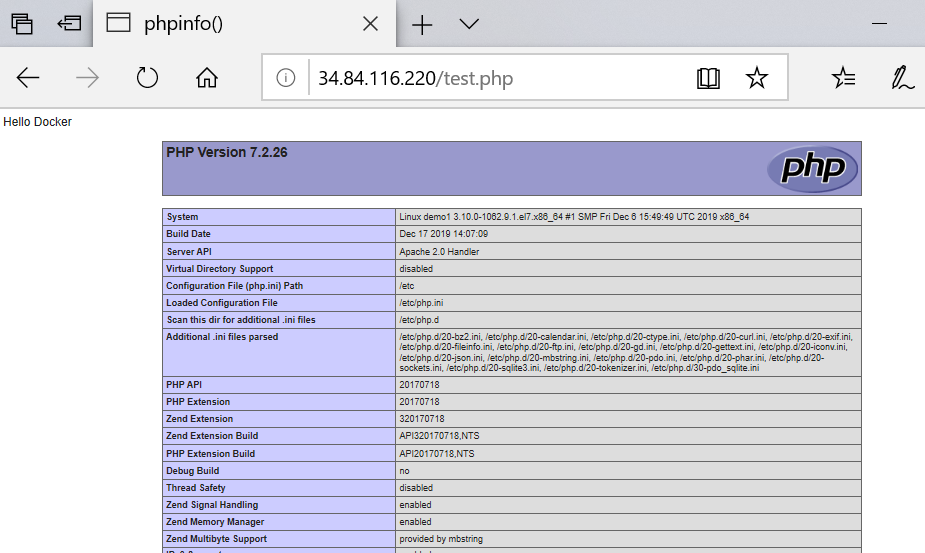 phpinfo()
34.84.116.220/test.php
Hello Docker
PHP Version 7.2.26
php
System Linux demo1 3.10.0-1062.9.1.el7.x86_64 #1 SMP Fri Dec 6 15:49:49 UTC 2019 x86_64
Build Date Dec 17 2019 14:07:09
Server API Apache 2.0 Handler
Virtual Directory Support disabled
Configuration File (php.ini) Path /etc
Loaded Configuration File /etc/php.ini
Scan this dir for additional .ini files /etc/php.d
Additional .ini files parsed /etc/php.d/20-bz2.ini, /etc/php.d/20-calendar.ini, /etc/php.d/20-ctype.ini, /etc/php.d/20-curl.ini, /etc/php.d/20-exif.ini,
/etc/php.d/20-fileinfo.ini, /etc/php.d/20-ftp.ini, /etc/php.d/20-gd.ini, /etc/php.d/20-gettext.ini, /etc/php.d/20-iconv.ini,
/etc/php.d/20-json.ini, /etc/php.d/20-mbstring.ini, /etc/php.d/20-pdo.ini, /etc/php.d/20-phar.ini, /etc/php.d/20-
sockets.ini, /etc/php.d/20-sqlite3.ini, /etc/php.d/20-tokenizer.ini, /etc/php.d/30-pdo_sqlite.ini
PHP API 20170718
PHP Extension 20170718
Zend Extension 320170718
Zend Extension Build API320170718,NTS
PHP Extension Build API20170718,NTS
Debug Build no
Thread Safety disabled
Zend Signal Handling enabled
Zend Memory Manager enabled
Zend Multibyte Support provided by mbstring